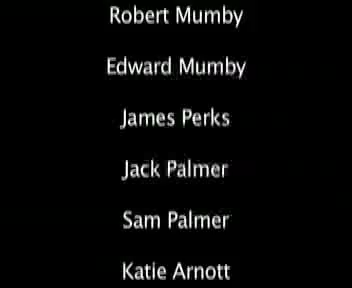 Robert Mumby
Edward Mumby
James Perks
Jack Palmer
Sam Palmer
Katie Arnott